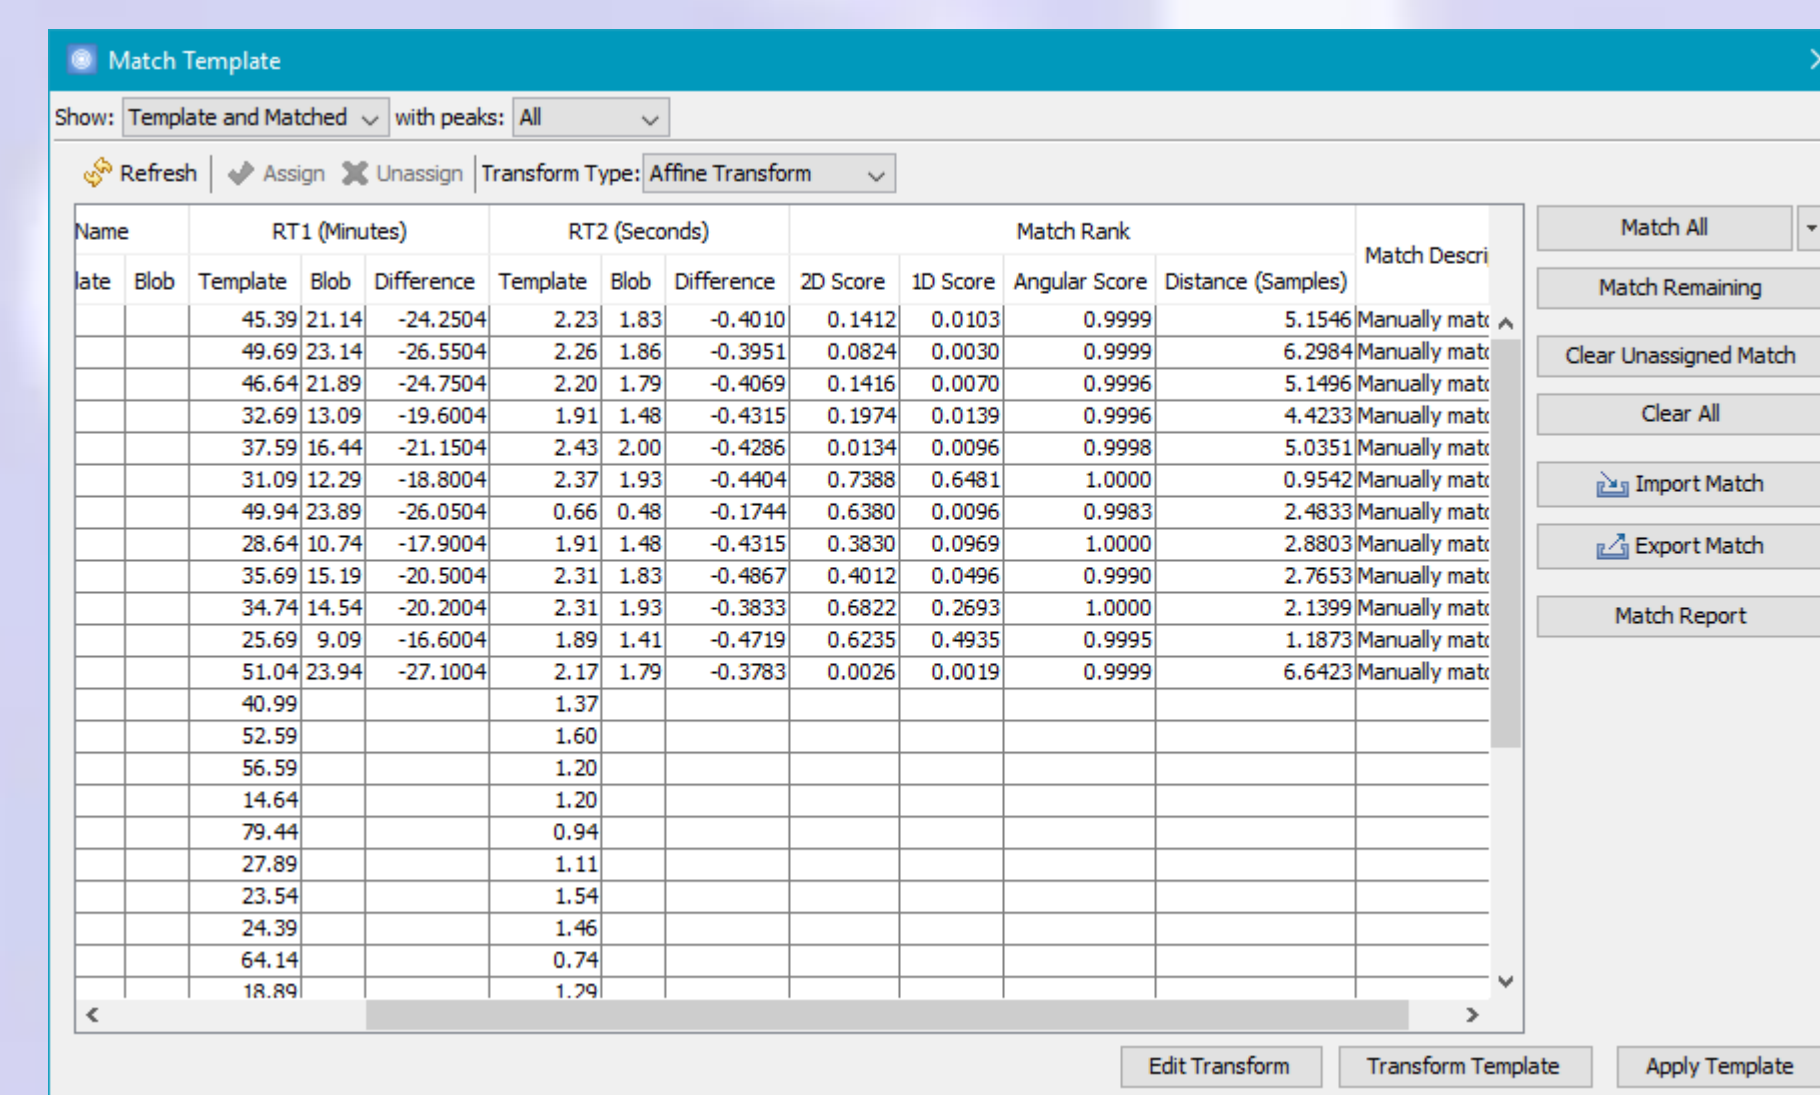 Match Template
Show: Template and Matched with peaks: All
Refresh Assign Unassign Transform Type: Affine Transform
Name RT1 (Minutes) RT2 (Seconds) Match Rank Match Descri
late Blob Template Blob Difference Template Blob Difference 2D Score 1D Score Angular Score Distance (Samples)
45.39 21.14 -24.2504 2.23 1.83 -0.4010 0.1412 0.0103 0.9999 5.1546 Manually matc
49.69 23.14 -26.5504 2.26 1.86 -0.3951 0.0824 0.0030 0.9999 6.2984 Manually matc
46.64 21.89 -24.7504 2.20 1.79 -0.4069 0.1416 0.0070 0.9996 5.1496 Manually matc
32.69 13.09 -19.6004 1.91 1.48 -0.4315 0.1974 0.0139 0.9996 4.4233 Manually matc
37.59 16.44 -21.1504 2.43 2.00 -0.4286 0.0134 0.0096 0.9998 5.0351 Manually matc
31.09 12.29 -18.8004 2.37 1.93 -0.4404 0.7388 0.6481 1.0000 0.9542 Manually matc
49.94 23.89 -26.0504 0.66 0.48 -0.1744 0.6380 0.0096 0.9983 2.4833 Manually matc
28.64 10.74 -17.9004 1.91 1.48 -0.4315 0.3830 0.0969 1.0000 2.8803 Manually matc
35.69 15.19 -20.5004 2.31 1.83 -0.4867 0.4012 0.0496 0.9990 2.7653 Manually matc
34.74 14.54 -20.2004 2.31 1.93 -0.3833 0.6822 0.2693 1.0000 2.1399 Manually matc
25.69 9.09 -16.6004 1.89 1.41 -0.4719 0.6235 0.4935 0.9995 1.1873 Manually matc
51.04 23.94 -27.1004 2.17 1.79 -0.3783 0.0026 0.0019 0.9999 6.6423 Manually matc
40.99 1.37
52.59 1.60
56.59 1.20
14.64 1.20
79.44 0.94
27.89 1.11
23.54 1.54
24.39 1.46
64.14 0.74
18.89 1.29
Match All
Match Remaining
Clear Unassigned Match
Clear All
Import Match
Export Match
Match Report
Edit Transform Transform Template Apply Template